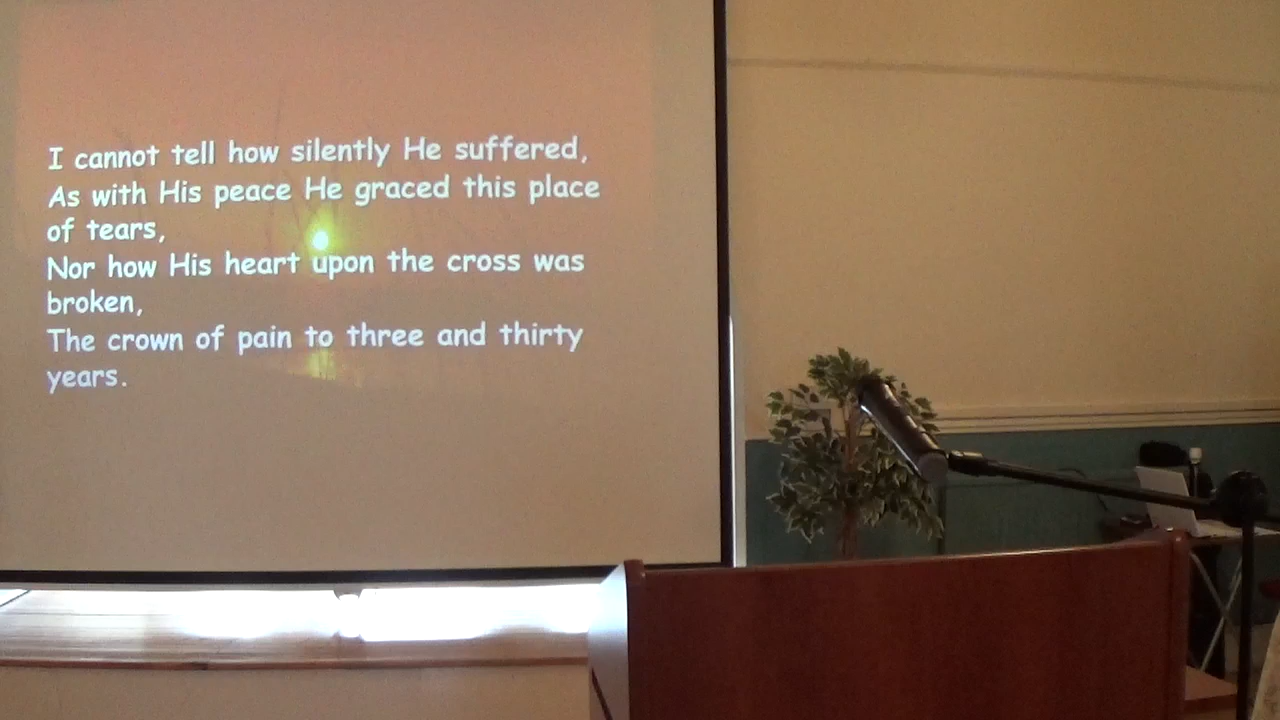 I cannot tell how silently He suffered,
As with His peace He graced this place
of tears,
Nor how His heart upon the cross was
broken,
The crown of pain to three and thirty
years.